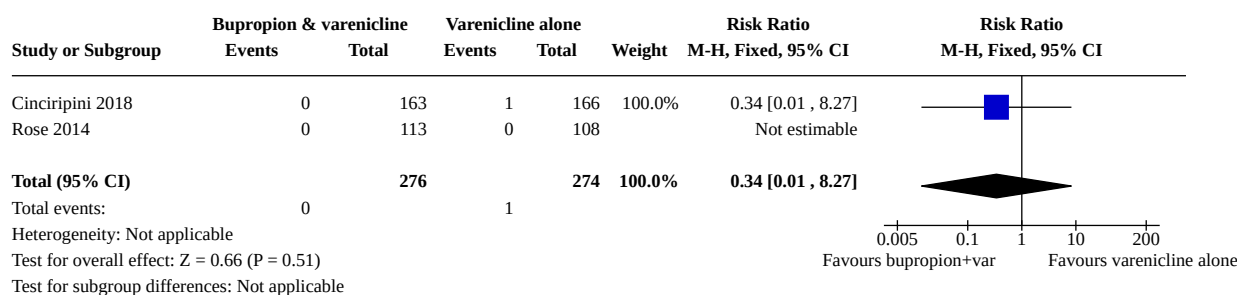 Bupropion & varenicline Varenicline alone Risk Ratio Risk Ratio
Study or Subgroup Events Total Events Total Weight M-H, Fixed, 95% CI M-H, Fixed, 95% CI
Cinciripini 2018 0 163 1 166 100.0% 0.34 [0.01 , 8.27]
Rose 2014 0 113 0 108 Not estimable
Total (95% CI) 276 274 100.0% 0.34 [0.01 , 8.27]
Total events: 0 1
Heterogeneity: Not applicable
0.005 0.1 1 10 200
Test for overall effect: Z = 0.66 (P = 0.51)
Favours bupropion+var Favours varenicline alone
Test for subgroup differences: Not applicable